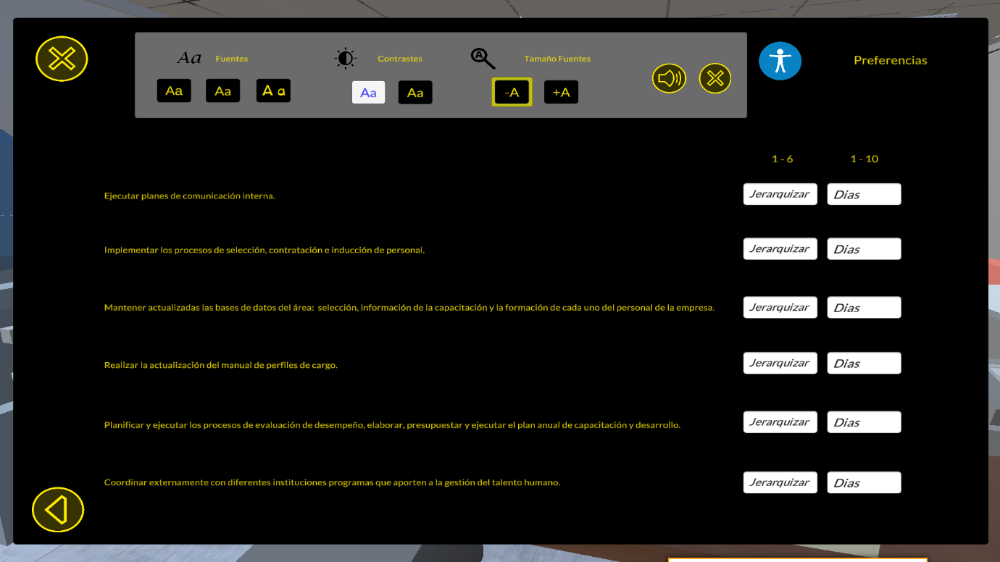 Aa Fuentes Contrastes A Tamaño Fuentes Preferencias
Aa Aa A a Aa Aa -A +A
1 - 6 1 - 10
Ejecutar planes de comunicación interna. Jerarquizar Dias
Implementar los procesos de selección, contratación e inducción de personal. Jerarquizar Dias
Mantener actualizadas las bases de datos del área: selección, información de la capacitación y la formación de cada uno del personal de la empresa. Jerarquizar Dias
Realizar la actualización del manual de perfiles de cargo. Jerarquizar Dias
Planificar y ejecutar los procesos de evaluación de desempeño, elaborar, presupuestar y ejecutar el plan anual de capacitación y desarrollo. Jerarquizar Dias
Coordinar externamente con diferentes instituciones programas que aporten a la gestión del talento humano. Jerarquizar Dias